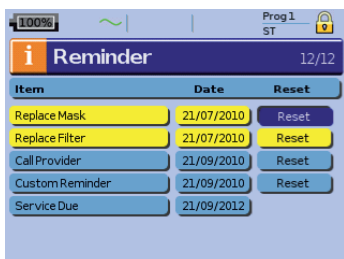 100% Prog 1
ST
i Reminder 12/12
Item Date Reset
Replace Mask 21/07/2010 Reset
Replace Filter 21/07/2010 Reset
Call Provider 21/09/2010 Reset
Custom Reminder 21/09/2010 Reset
Service Due 21/09/2012